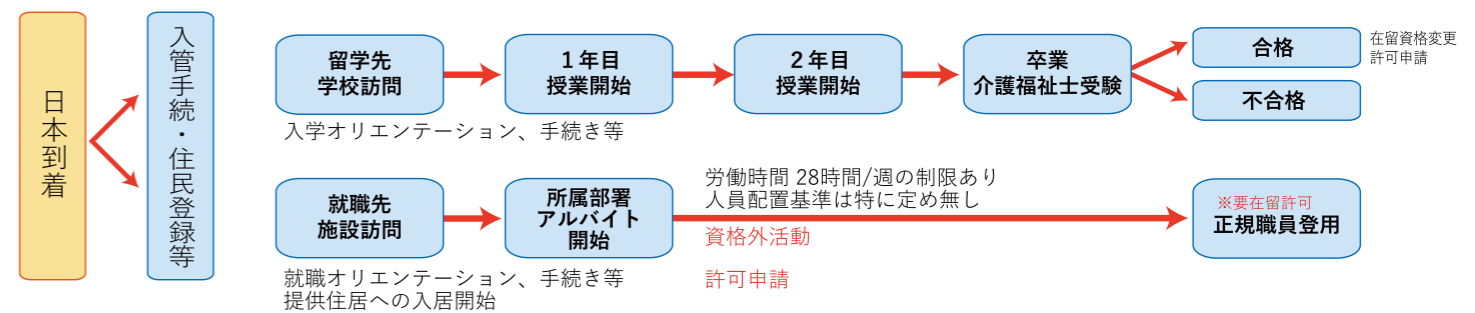 日本到着
入管手続・住民登録等
留学先
学校訪問
入学オリエンテーション、手続き等
1年目
授業開始
2年目
授業開始
卒業
介護福祉士受験
合格
在留資格変更
許可申請
不合格
就職先
施設訪問
就職オリエンテーション、手続き等
提供住居への入居開始
所属部署
アルバイト
開始
労働時間 28時間/週の制限あり
人員配置基準は特に定め無し
資格外活動
許可申請
※要在留許可
正規職員登用